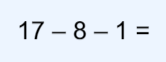 17 – 8 – 1 =